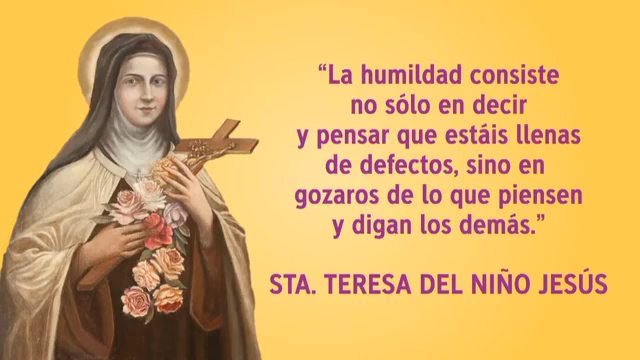 “La humildad consiste
no sólo en decir
y pensar que estáis llenas
de defectos, sino en
gozaros de lo que piensen
y digan los demás.”
STA. TERESA DEL NIÑO JESÚS